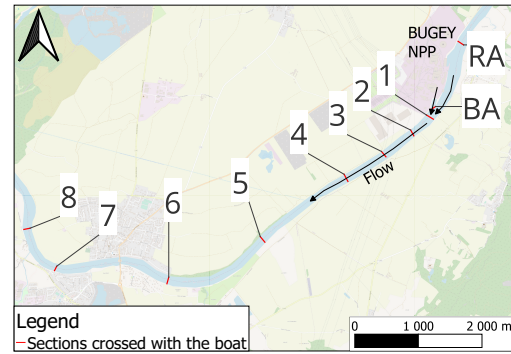 BUGEY
NPP
RA
1
BA
2
3
4
Flow
5
6
7
8
Legend
Sections crossed with the boat
0 1 000 2 000 m